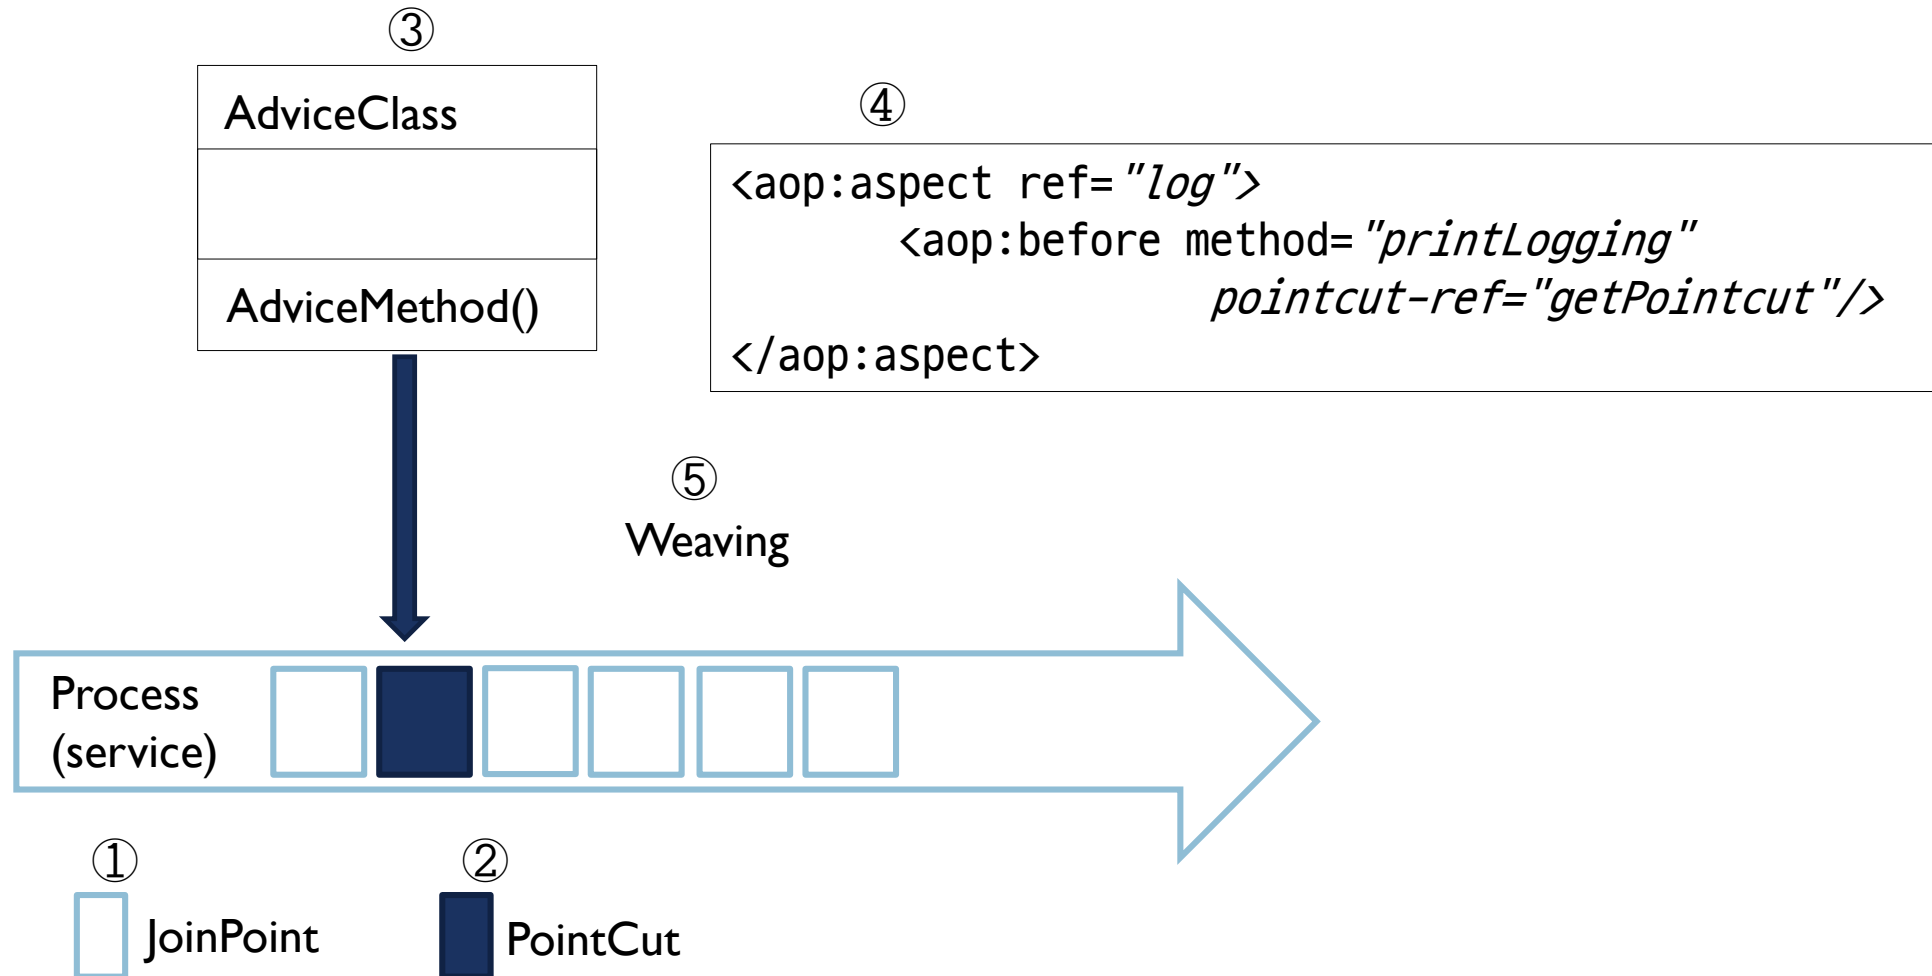 ③
AdviceClass
AdviceMethod()
④
<aop:aspect ref="log">
<aop:before method="printLogging"
pointcut-ref="getPointcut"/>
</aop:aspect>
⑤
Weaving
Process
(service)
①
JoinPoint
②
PointCut